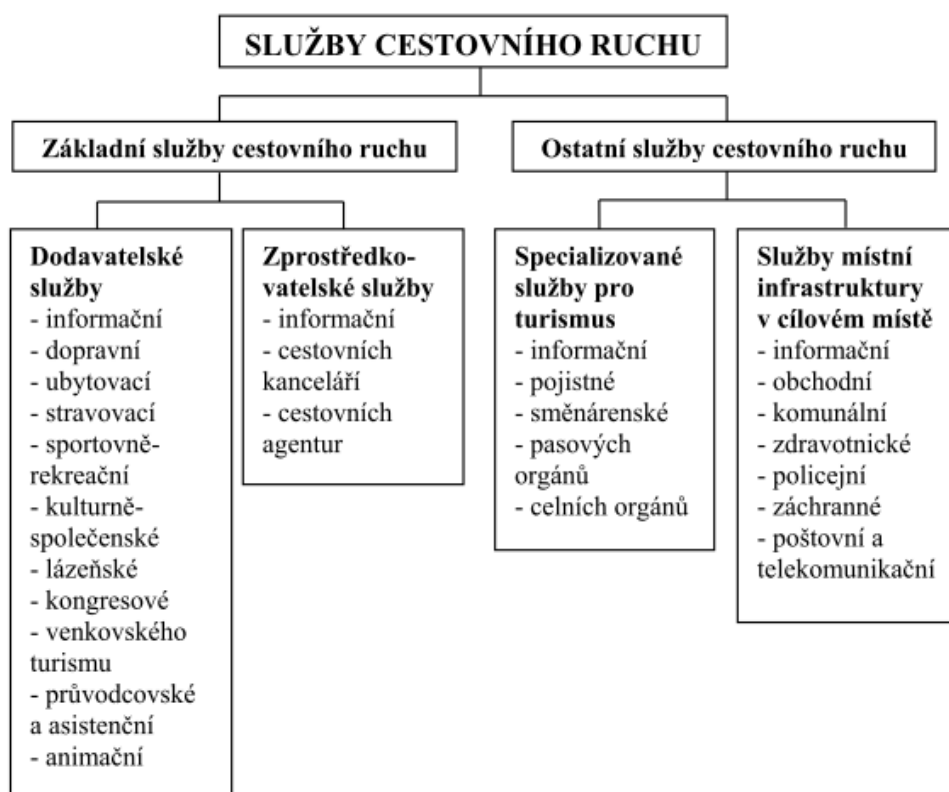 SLUŽBY CESTOVNÍHO RUCHU
Základní služby cestovního ruchu
Ostatní služby cestovního ruchu
Dodavatelské
služby
- informační
- dopravní
- ubytovací
- stravovací
- sportovně-
rekreační
- kulturně-
společenské
- lázeňské
- kongresové
- venkovského
turismu
- průvodcovské
a asistenční
- animační
Zprostředko-
vatelské služby
- informační
- cestovních
kanceláří
- cestovních
agentur
Specializované
služby pro
turismus
- informační
- pojistné
- směnárenské
- pasových
orgánů
- celních orgánů
Služby místní
infrastruktury
v cílovém místě
- informační
- obchodní
- komunální
- zdravotnické
- policejní
- záchranné
- poštovní a
telekomunikační